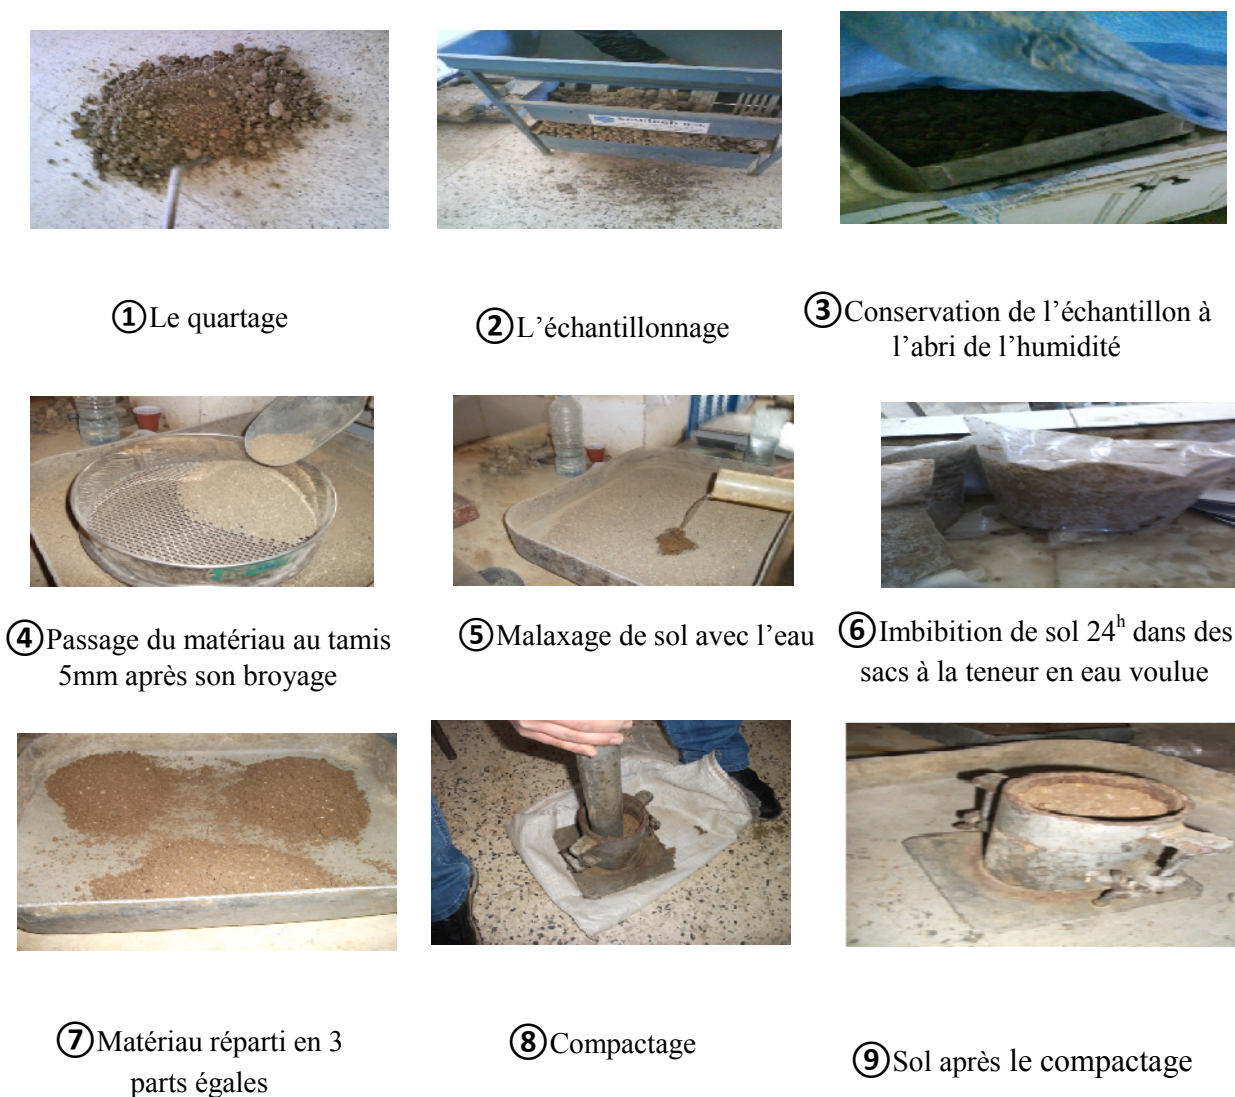 ①Le quartage
②L'échantillonnage
③Conservation de l'échantillon à
l'abri de l'humidité
④Passage du matériau au tamis
5mm après son broyage
⑤Malaxage de sol avec l'eau
⑥Imbibition de sol 24h dans des
sacs à la teneur en eau voulue
⑦Matériau réparti en 3
parts égales
⑧Compactage
⑨Sol après le compactage